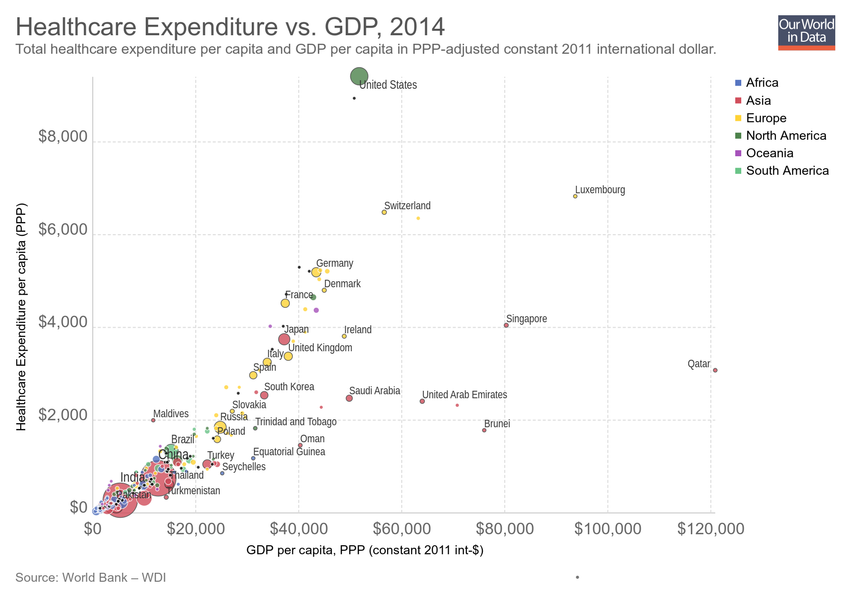 Healthcare Expenditure vs. GDP, 2014
Total healthcare expenditure per capita and GDP per capita in PPP-adjusted constant 2011 international dollar.
Our World
in Data
Africa
Asia
Europe
North America
Oceania
South America
Healthcare Expenditure per capita (PPP)
$8,000
$6,000
$4,000
$2,000
$0
United States
Luxembourg
Switzerland
Germany
Denmark
France
Singapore
Japan
Ireland
United Kingdom
Italy
Spain
Qatar
South Korea
Saudi Arabia
United Arab Emirates
Slovakia
Maldives
Russia
Trinidad and Tobago
Brunei
Poland
Brazil
Oman
Equatorial Guinea
China
Turkey
Seychelles
India
Thailand
Pakistan
Turkmenistan
$0
$20,000
$40,000
$60,000
$80,000
$100,000
$120,000
GDP per capita, PPP (constant 2011 int-$)
Source: World Bank – WDI